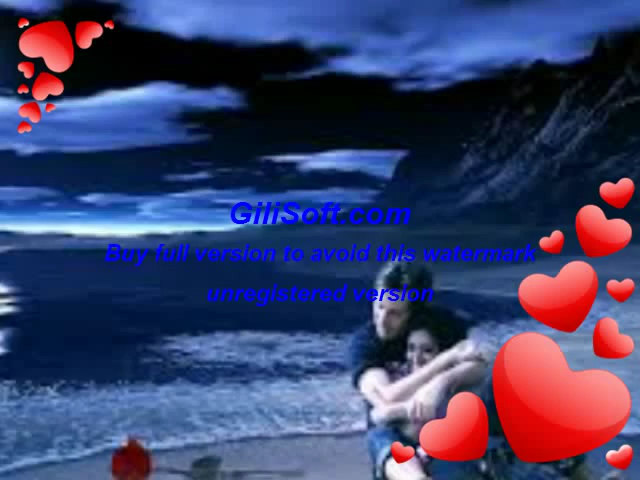 GiliSoft.com
Buy full version to avoid this watermark
unregistered version